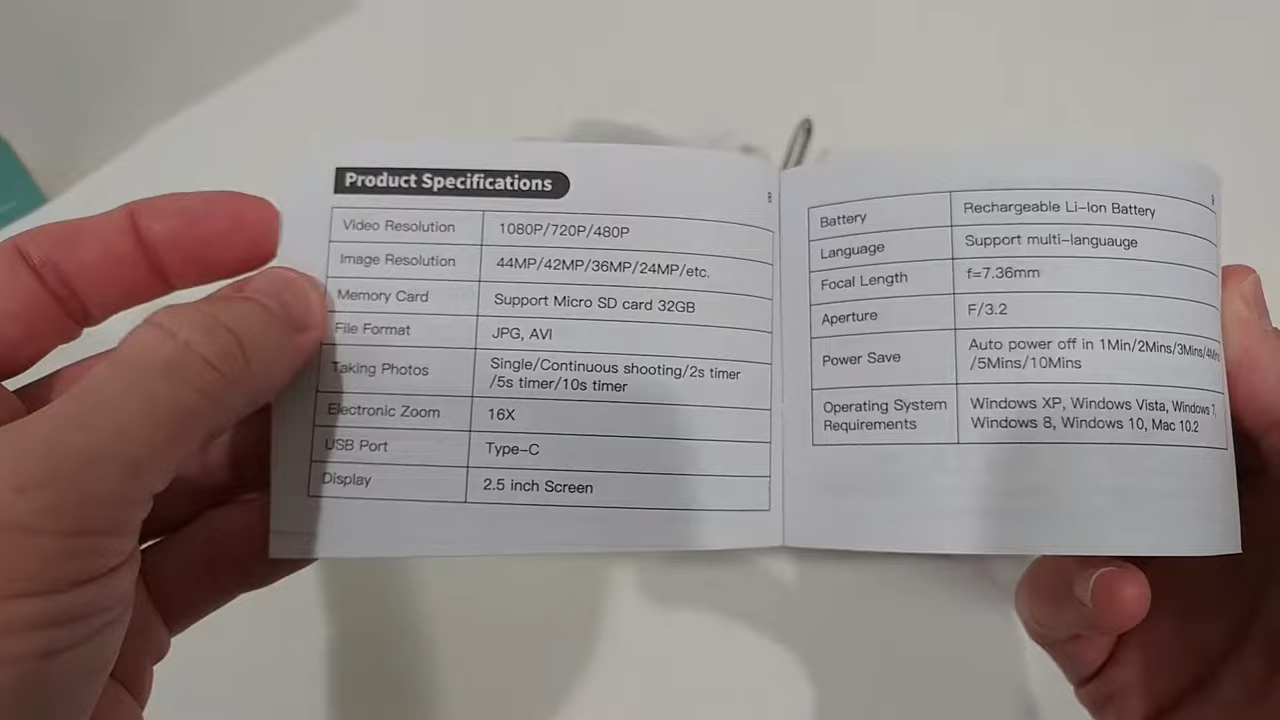 Product Specifications
8
Video Resolution 1080P/720P/480P
Image Resolution 44MP/42MP/36MP/24MP/etc.
Memory Card Support Micro SD card 32GB
File Format JPG, AVI
Taking Photos Single/Continuous shooting/2s timer
/5s timer/10s timer
Electronic Zoom 16X
USB Port Type-C
Display 2.5 inch Screen
Battery Rechargeable Li-Ion Battery
Language Support multi-languauge
Focal Length f=7.36mm
Aperture F/3.2
Power Save Auto power off in 1Min/2Mins/3Mins/4Mins
/5Mins/10Mins
Operating System Windows XP, Windows Vista, Windows 7,
Requirements Windows 8, Windows 10, Mac 10.2